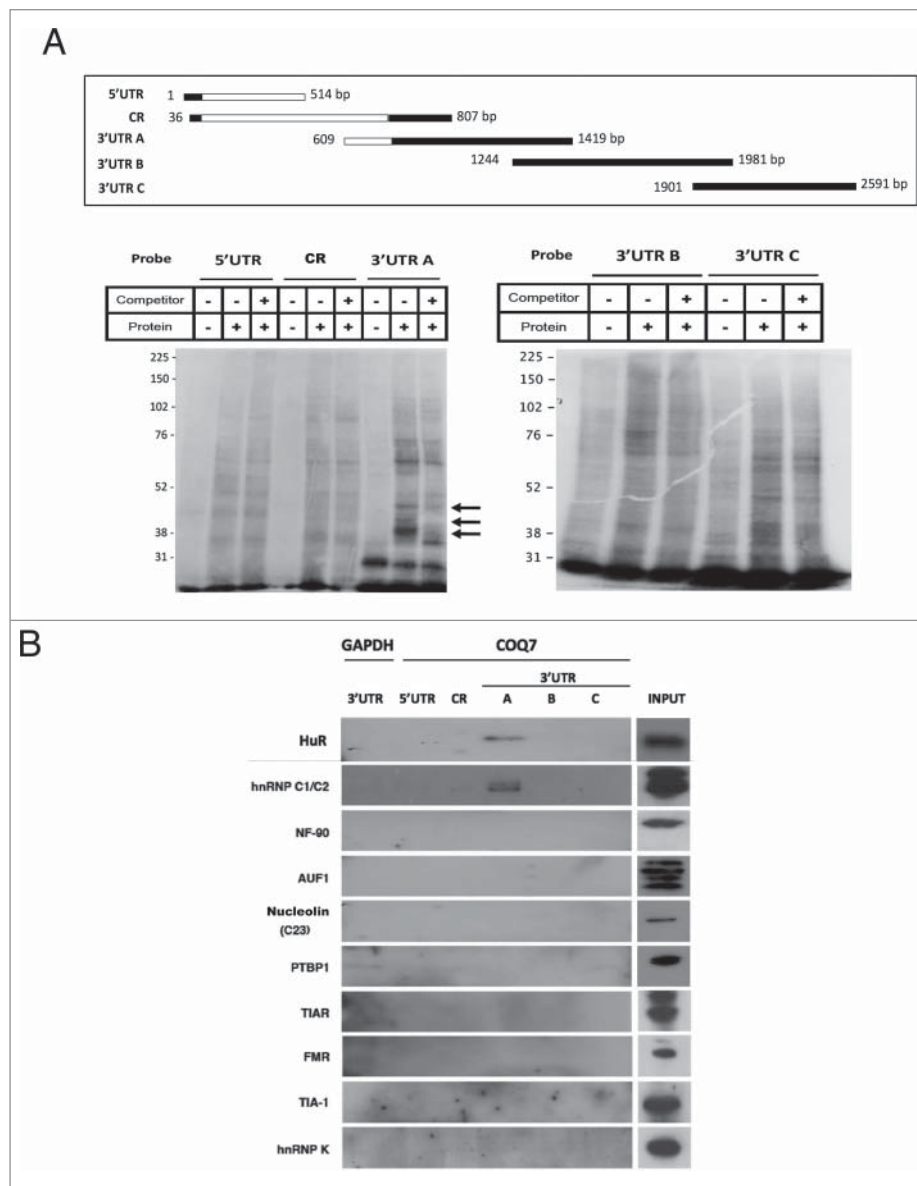 A
5'UTR 1 514 bp
CR 36 807 bp
3'UTR A 609 1419 bp
3'UTR B 1244 1981 bp
3'UTR C 1901 2591 bp
Probe 5'UTR CR 3'UTR A
Competitor - - + - - + - - +
Protein - + + - + + - + +
225 -
150 -
102 -
76 -
52 -
38 -
31 -
Probe 3'UTR B 3'UTR C
Competitor - - + - - +
Protein - + + - + +
225 -
150 -
102 -
76 -
52 -
38 -
31 -
B
GAPDH COQ7
3'UTR
3'UTR 5'UTR CR A B C INPUT
HuR
hnRNP C1/C2
NF-90
AUF1
Nucleolin
(C23)
PTBP1
TIAR
FMR
TIA-1
hnRNP K